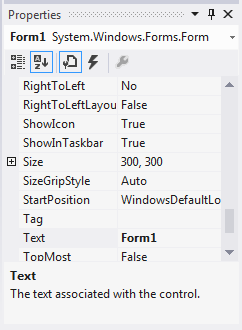 Properties
Form1 System.Windows.Forms.Form
RightToLeft No
RightToLeftLayou False
ShowIcon True
ShowInTaskbar True
Size 300, 300
SizeGripStyle Auto
StartPosition WindowsDefaultLo
Tag
Text Form1
TopMost False
Text
The text associated with the control.